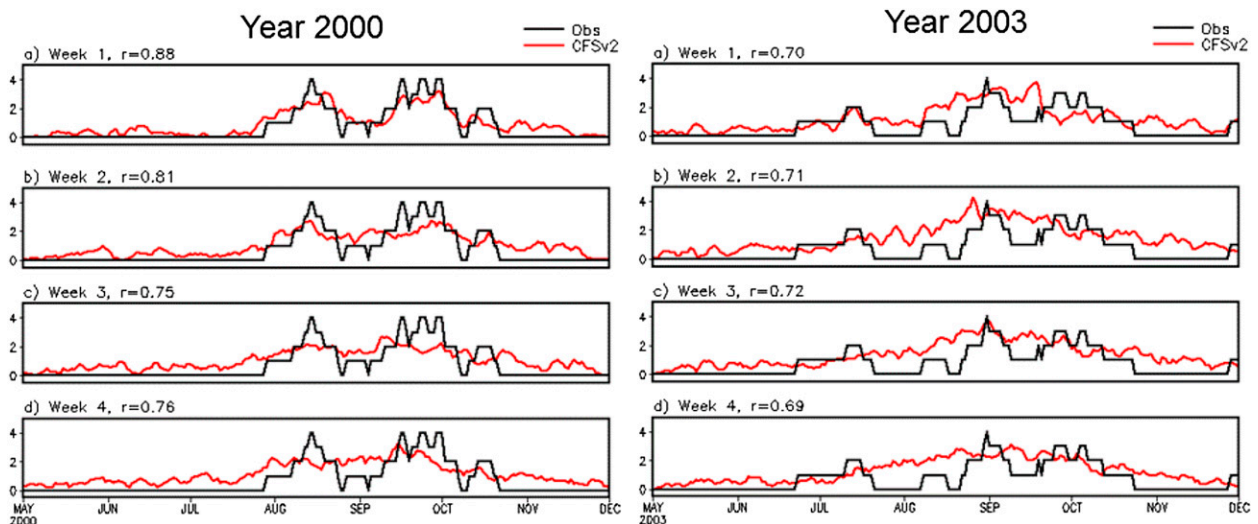 Year 2000
Obs
CFSv2
a) Week 1, r=0.88
4
2
0
b) Week 2, r=0.81
4
2
0
c) Week 3, r=0.75
4
2
0
d) Week 4, r=0.76
4
2
0
MAY JUN JUL AUG SEP OCT NOV DEC
2000
Year 2003
Obs
CFSv2
a) Week 1, r=0.70
4
2
0
b) Week 2, r=0.71
4
2
0
c) Week 3, r=0.72
4
2
0
d) Week 4, r=0.69
4
2
0
MAY JUN JUL AUG SEP OCT NOV DEC
2003